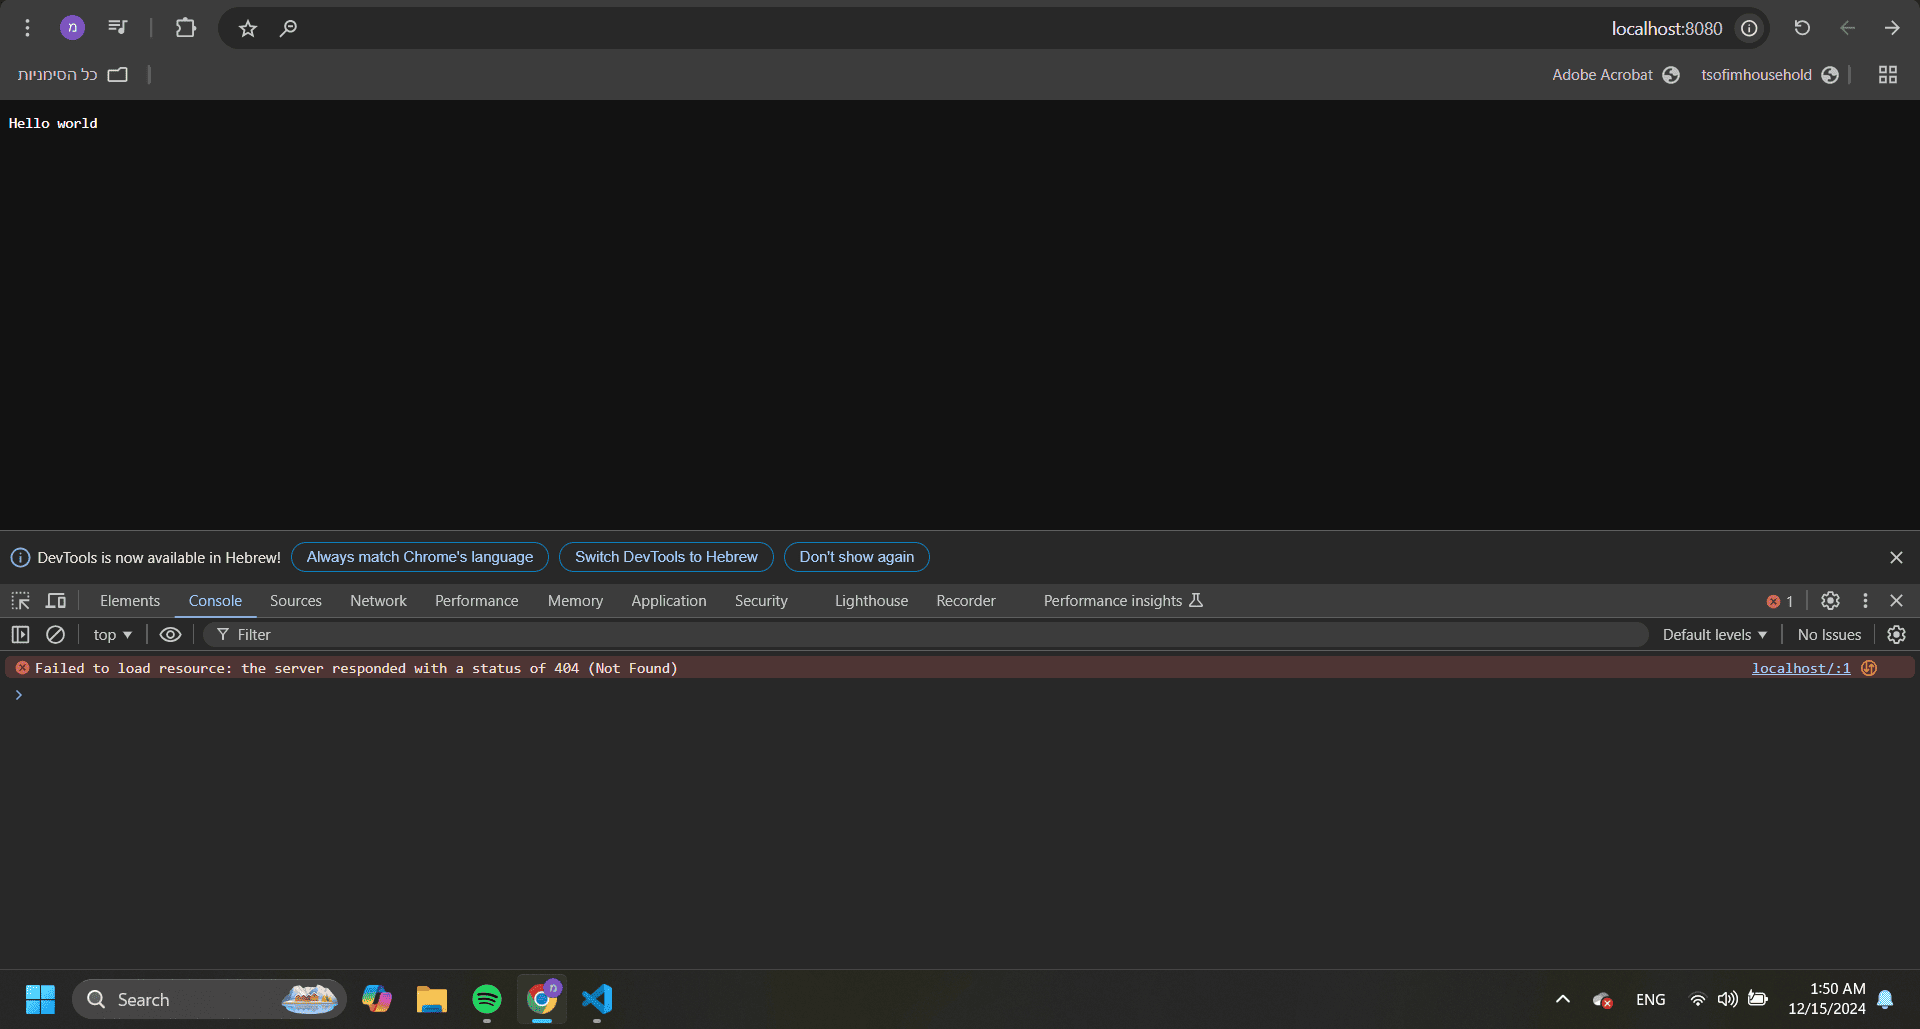 מ
localhost:8080
כל הסימניות
Adobe Acrobat
tsofimhousehold
Hello world
DevTools is now available in Hebrew!
Always match Chrome's language
Switch DevTools to Hebrew
Don't show again
Elements
Console
Sources
Network
Performance
Memory
Application
Security
Lighthouse
Recorder
Performance insights
1
top
Filter
Default levels
No Issues
Failed to load resource: the server responded with a status of 404 (Not Found)
localhost/:1
Search
מ
ENG
1:50 AM
12/15/2024